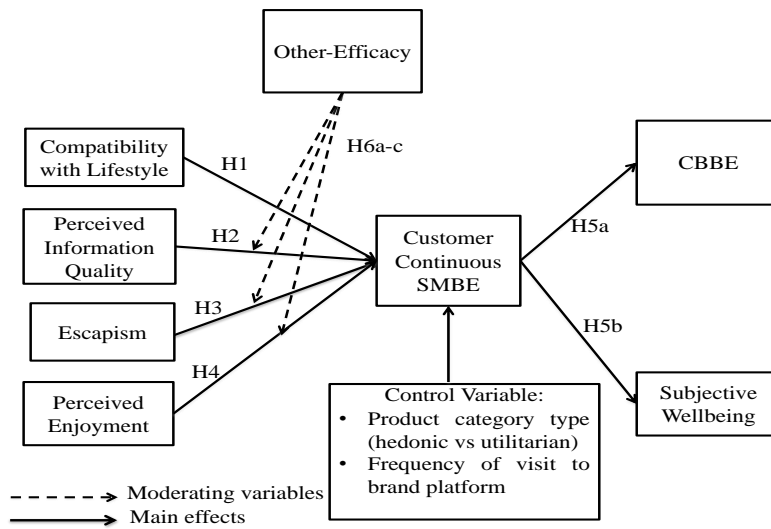 Other-Efficacy
H6a-c
Compatibility
with Lifestyle
H1
CBBE
Perceived
Information
Quality
H2
Customer
Continuous
SMBE
H5a
Escapism
H3
H5b
Perceived
Enjoyment
H4
Control Variable:
• Product category type
(hedonic vs utilitarian)
• Frequency of visit to
brand platform
Subjective
Wellbeing
Moderating variables
Main effects